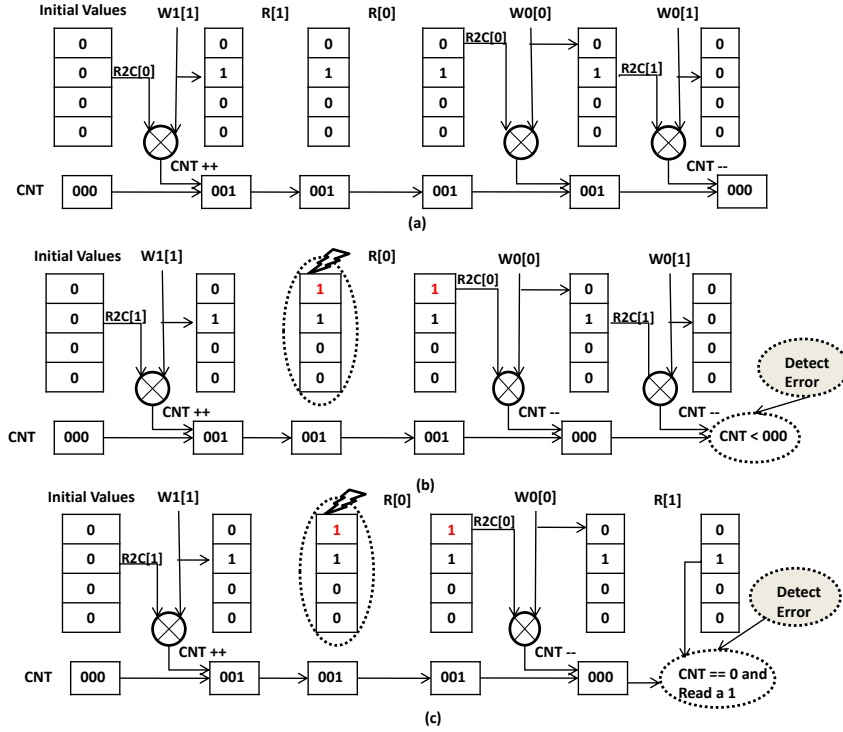 Initial Values W1[1] R[1] R[0] W0[0] W0[1]
0 0 0 0 0 0
R2C[0] R2C[0] R2C[1]
0 1 1 1 1 0
0 0 0 0 0 0
0 0 0 0 0 0
CNT ++ CNT --
CNT 000 001 001 001 001 000
(a)
Initial Values W1[1] R[0] W0[0] W0[1]
0 0 1 1 0 0
R2C[1] R2C[0] R2C[1]
0 1 1 1 1 0
0 0 0 0 0 0
0 0 0 0 0 0
Detect
Error
CNT ++ CNT -- CNT --
CNT 000 001 001 001 000 CNT < 000
(b)
Initial Values W1[1] R[0] W0[0] R[1]
0 0 1 1 0 0
R2C[1] R2C[0]
0 1 1 1 1 1
0 0 0 0 0 0
0 0 0 0 0 0
Detect
Error
CNT ++ CNT --
CNT 000 001 001 001 000 CNT == 0 and
Read a 1
(c)